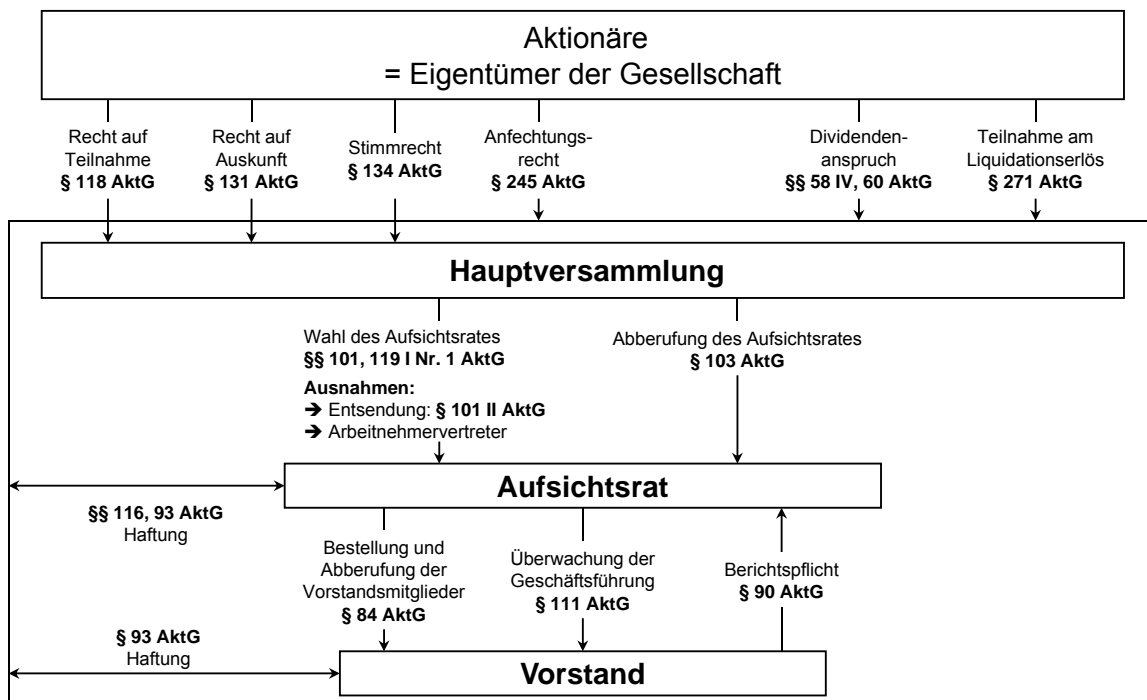 Aktionäre
= Eigentümer der Gesellschaft
Recht auf
Teilnahme
§ 118 AktG
Recht auf
Auskunft
§ 131 AktG
Stimmrecht
§ 134 AktG
Anfechtungs-
recht
§ 245 AktG
Dividenden-
anspruch
§§ 58 IV, 60 AktG
Teilnahme am
Liquidationserlös
§ 271 AktG
Hauptversammlung
Wahl des Aufsichtsrates
§§ 101, 119 I Nr. 1 AktG
Ausnahmen:
➔ Entsendung: § 101 II AktG
➔ Arbeitnehmervertreter
Abberufung des Aufsichtsrates
§ 103 AktG
Aufsichtsrat
§§ 116, 93 AktG
Haftung
Bestellung und
Abberufung der
Vorstandsmitglieder
§ 84 AktG
Überwachung der
Geschäftsführung
§ 111 AktG
Berichtspflicht
§ 90 AktG
§ 93 AktG
Haftung
Vorstand